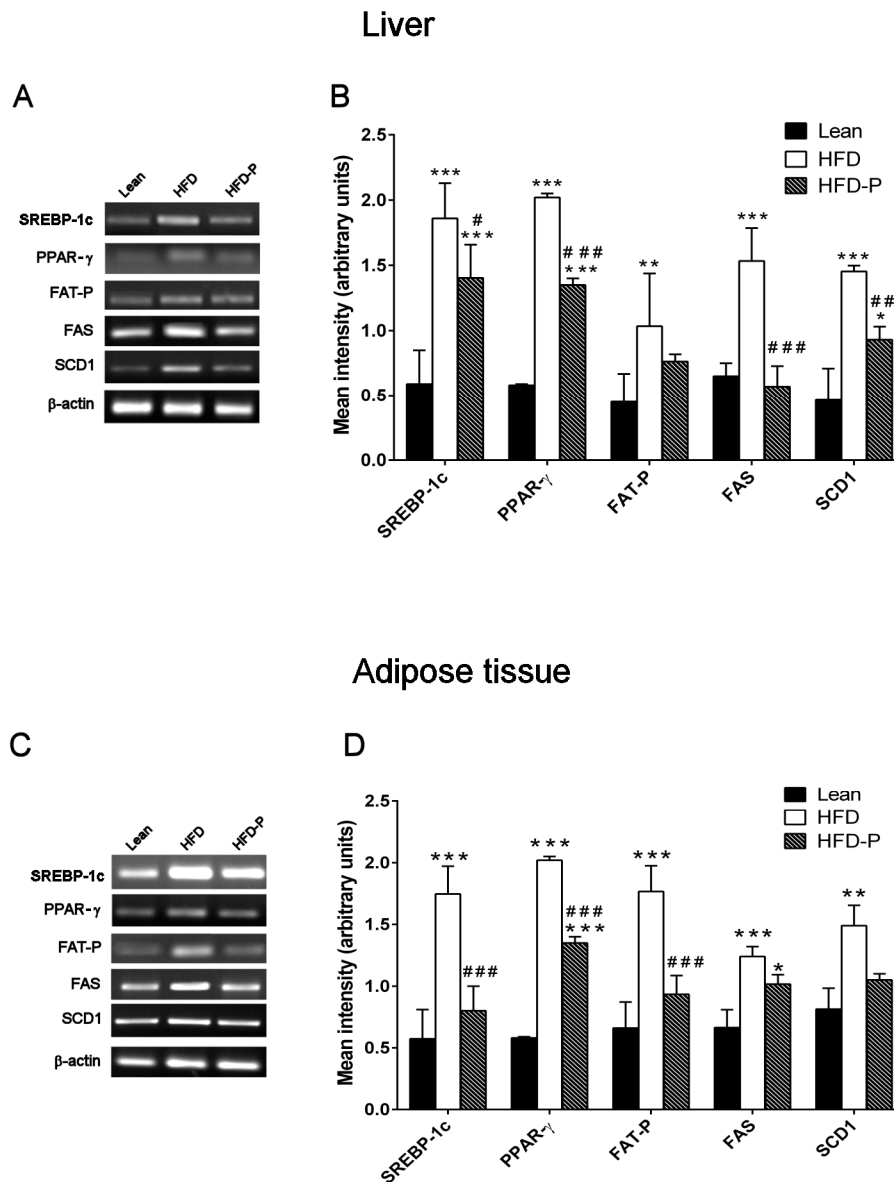 Liver
A
Lean HFD HFD-P
SREBP-1c
PPAR-γ
FAT-P
FAS
SCD1
β-actin
B
Lean
HFD
HFD-P
Mean intensity (arbitrary units)
2.5
2.0
1.5
1.0
0.5
0.0
***
#
***
***
# ##
***
**
***
###
***
##
*
SREBP-1c PPAR-γ FAT-P FAS SCD1
Adipose tissue
C
Lean HFD HFD-P
SREBP-1c
PPAR-γ
FAT-P
FAS
SCD1
β-actin
D
Lean
HFD
HFD-P
Mean intensity (arbitrary units)
2.5
2.0
1.5
1.0
0.5
0.0
***
###
***
###
***
***
###
***
*
**
SREBP-1c PPAR-γ FAT-P FAS SCD1